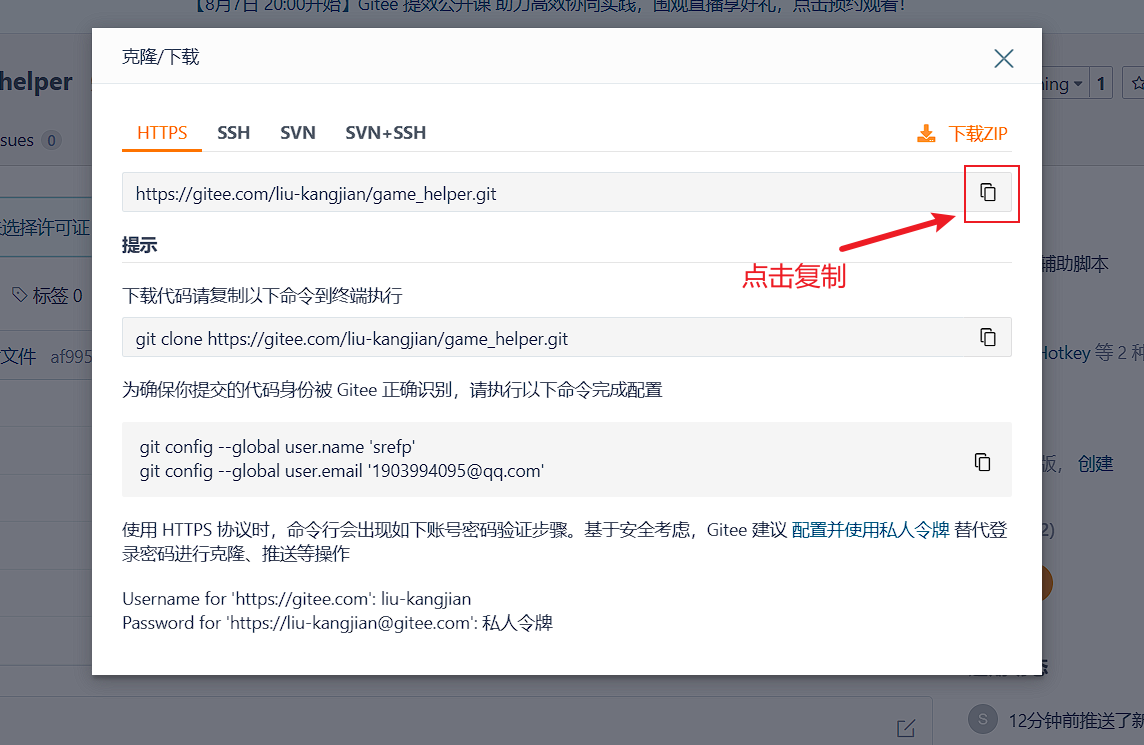 【8月7日 20:00开始】Gitee 提效公开课 助力高效协同实践，围观直播享好礼，点击预约观看！
克隆/下载
helper
1
sues 0
HTTPS SSH SVN SVN+SSH 下载ZIP
https://gitee.com/liu-kangjian/game_helper.git
选择许可证
提示
点击复制
辅助脚本
标签 0
下载代码请复制以下命令到终端执行
git clone https://gitee.com/liu-kangjian/game_helper.git
文件 af995
Hotkey 等 2 种
为确保你提交的代码身份被 Gitee 正确识别，请执行以下命令完成配置
git config --global user.name 'srefp'
git config --global user.email '1903994095@qq.com'
版， 创建
使用 HTTPS 协议时，命令行会出现如下账号密码验证步骤。基于安全考虑，Gitee 建议 配置并使用私人令牌 替代登
录密码进行克隆、推送等操作
2)
Username for 'https://gitee.com': liu-kangjian
Password for 'https://liu-kangjian@gitee.com': 私人令牌
S 12分钟前推送了新